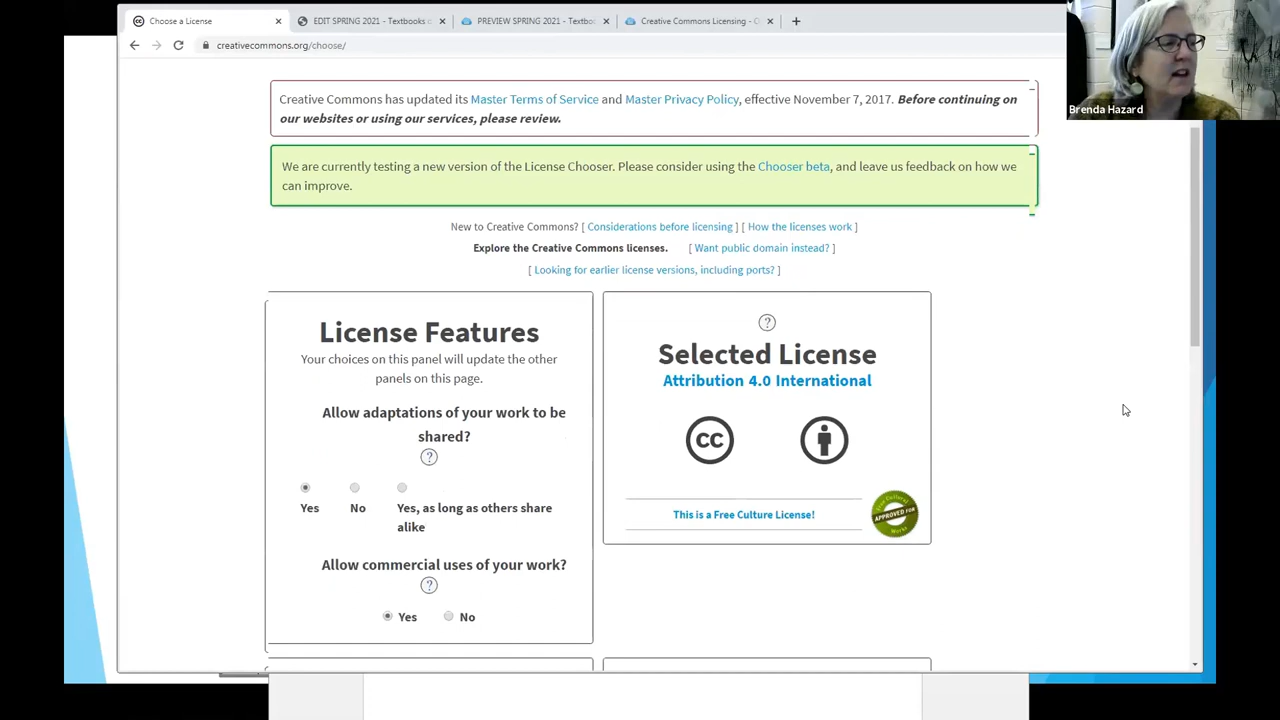 Choose a License
EDIT SPRING 2021 - Textbooks o
PREVIEW SPRING 2021 - Textbo
Creative Commons Licensing - O
creativecommons.org/choose/
Brenda Hazard
Creative Commons has updated its Master Terms of Service and Master Privacy Policy, effective November 7, 2017. Before continuing on
our websites or using our services, please review.
We are currently testing a new version of the License Chooser. Please consider using the Chooser beta, and leave us feedback on how we
can improve.
New to Creative Commons? [ Considerations before licensing ] [ How the licenses work ]
Explore the Creative Commons licenses. [ Want public domain instead? ]
[ Looking for earlier license versions, including ports? ]
License Features
Your choices on this panel will update the other
panels on this page.
Allow adaptations of your work to be
shared?
?
Yes No Yes, as long as others share
alike
Allow commercial uses of your work?
?
Yes No
?
Selected License
Attribution 4.0 International
cc
This is a Free Culture License!
APPROVED FOR